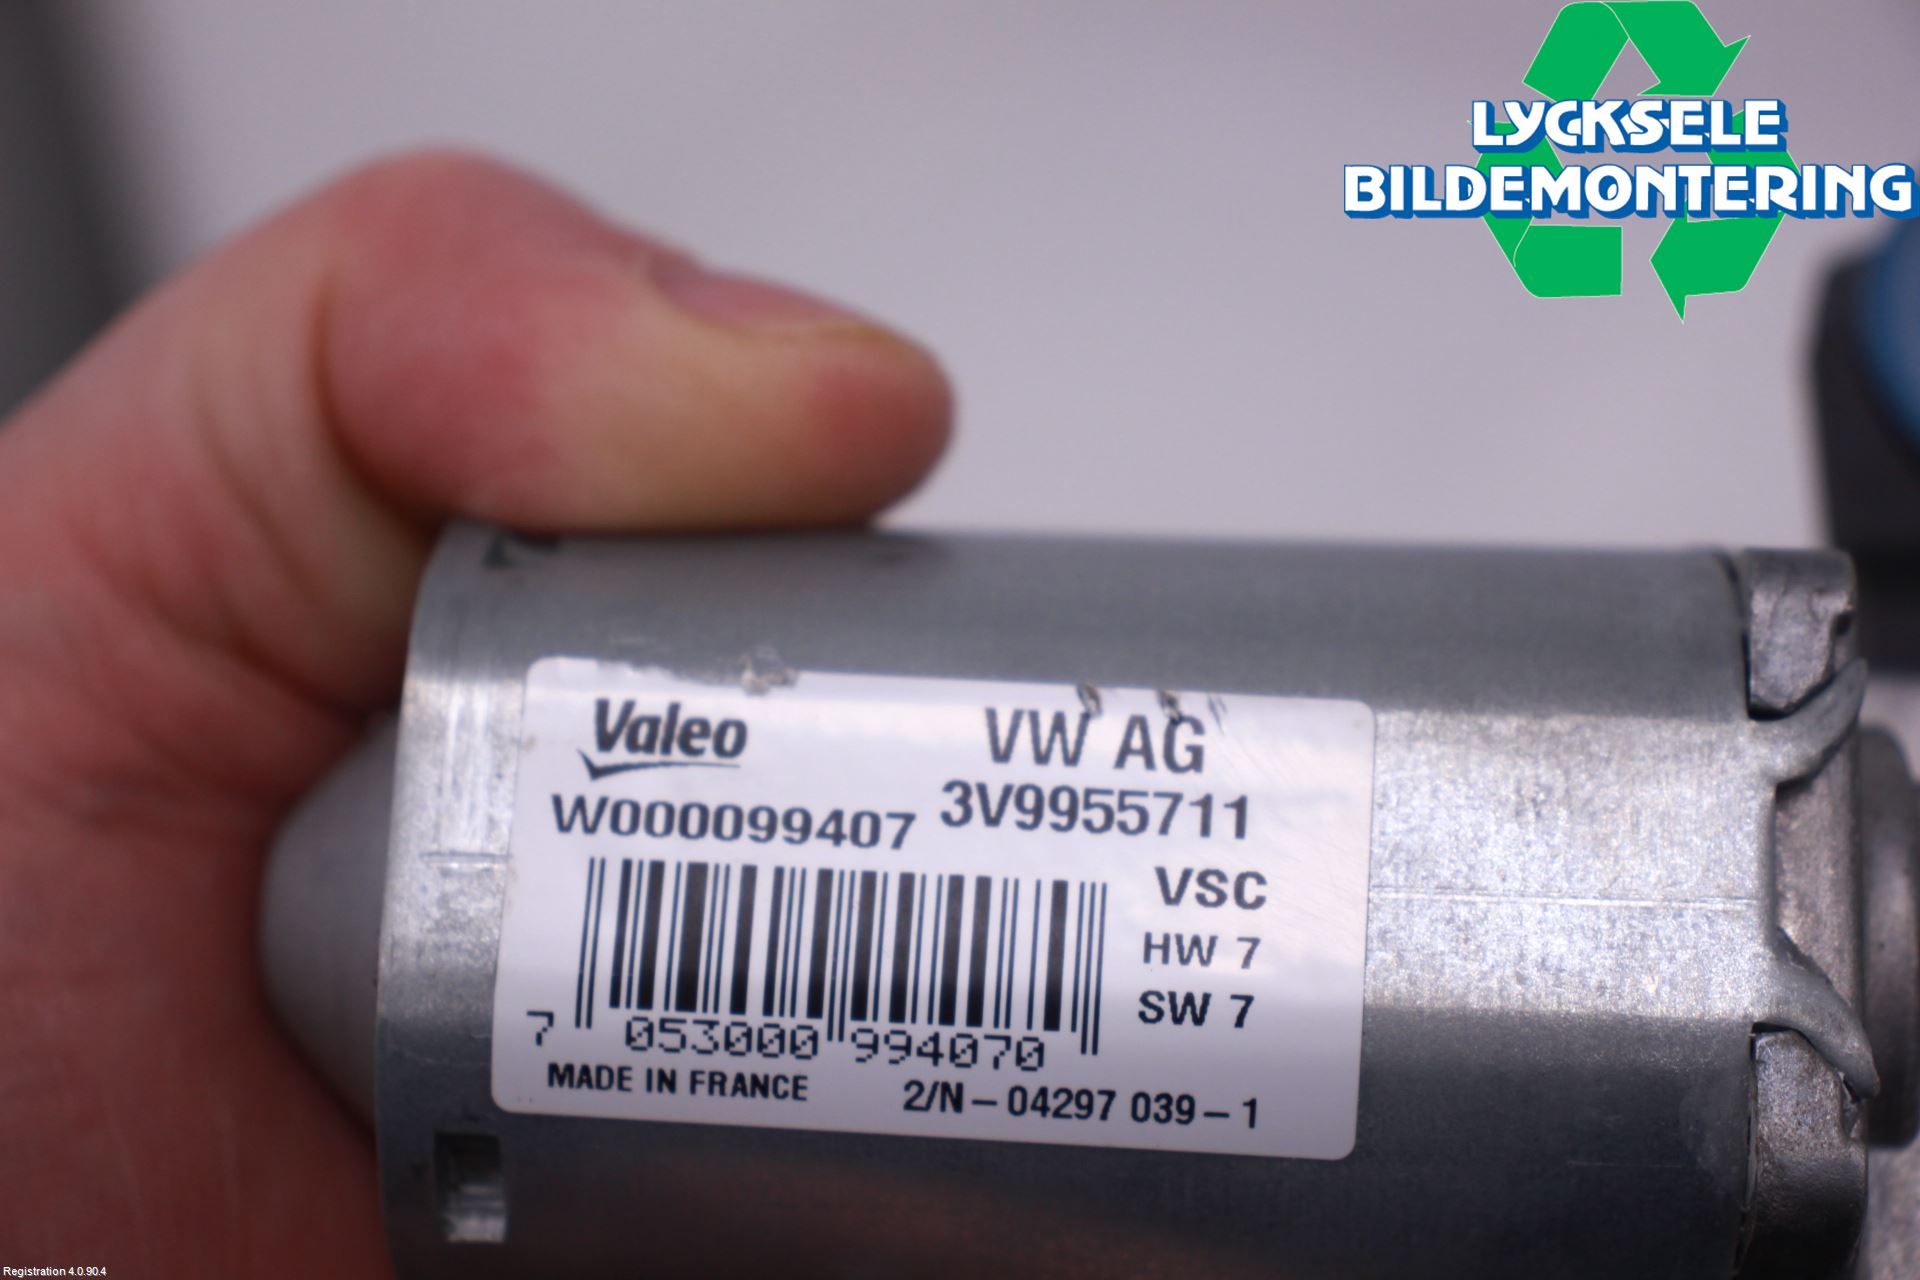 LYCKSELE
BILDEMONTERING
Valeo
VW AG
W000099407
3V9955711
VSC
HW 7
SW 7
7 053000 994070
MADE IN FRANCE
2/N - 04297 039 - 1
Registration 4.0.90.4